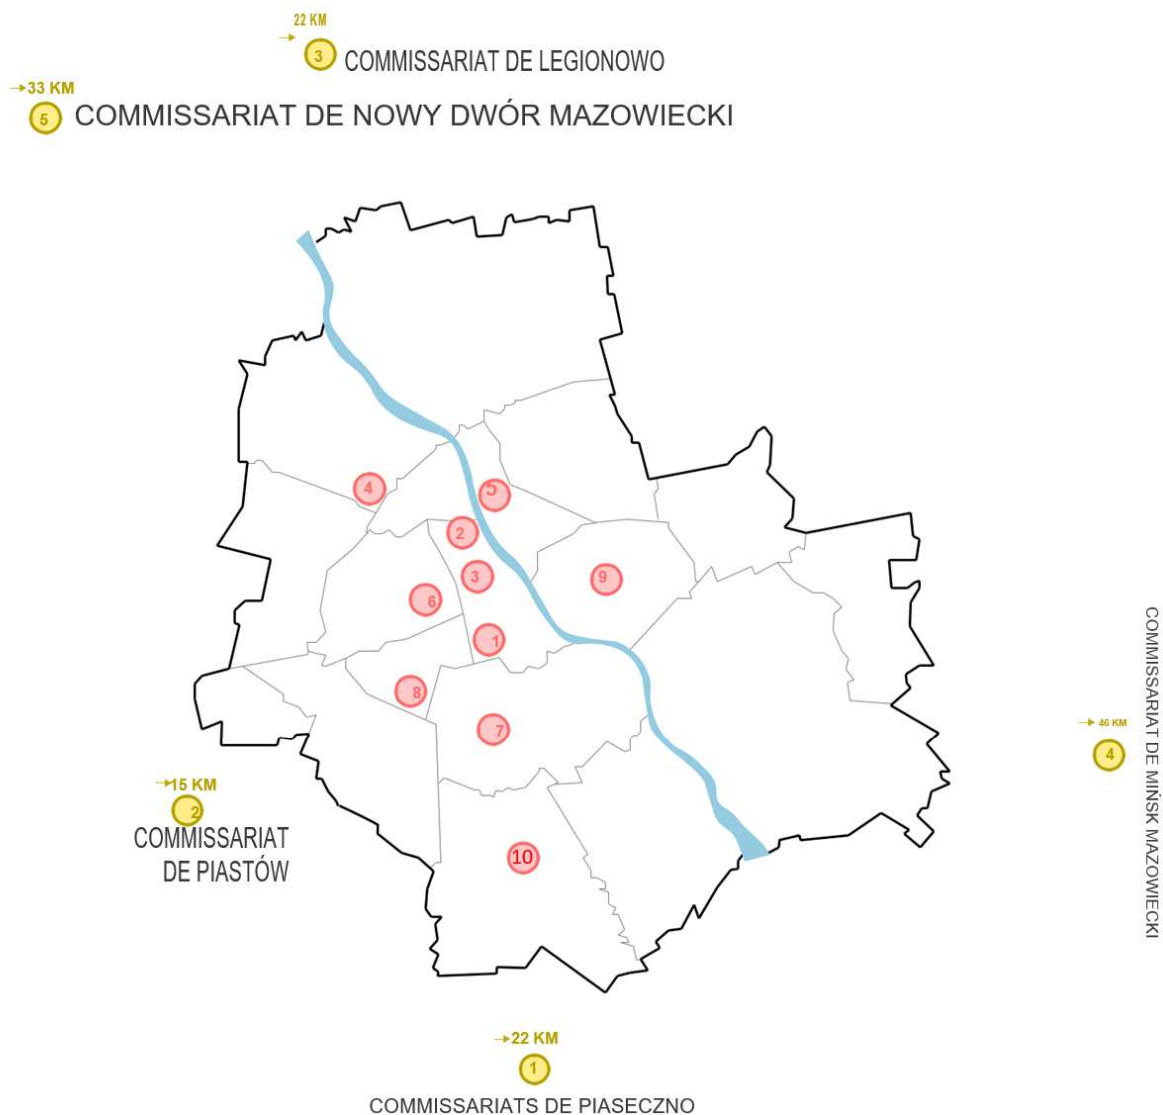 22 KM
3 COMMISSARIAT DE LEGIONOWO
33 KM
5 COMMISSARIAT DE NOWY DWÓR MAZOWIECKI
4
5
2
3
9
6
1
8
7
46 KM
4
COMMISSARIAT DE MIŃSK MAZOWIECKI
15 KM
2
COMMISSARIAT
DE PIASTÓW
10
22 KM
1
COMMISSARIATS DE PIASECZNO